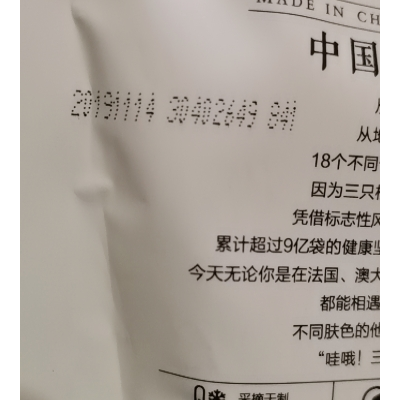 MADE IN CH
中国
20191114 30402649 841
从
18个不同
因为三只
凭借标志性风
累计超过9亿袋的健康坚
今天无论你是在法国、澳大
都能相遇
不同肤色的他
“哇哦！三
采摘天制